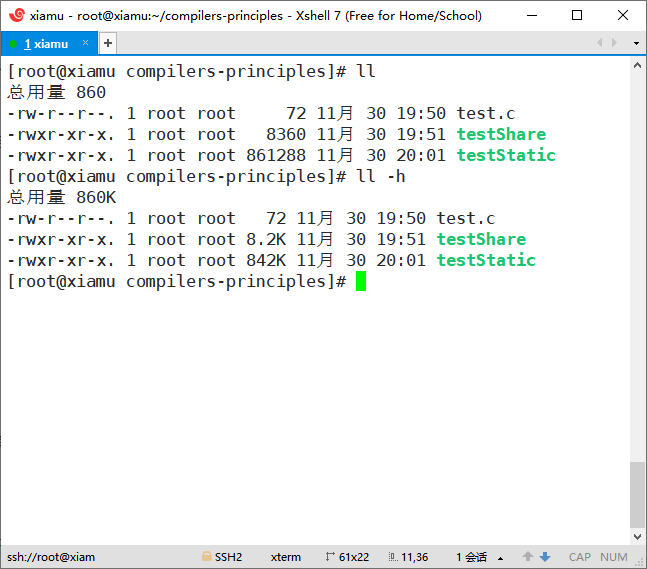 xiamu - root@xiamu:~/compilers-principles - Xshell 7 (Free for Home/School)
1 xiamu × +
[root@xiamu compilers-principles]# ll
总用量 860
-rw-r--r--. 1 root root     72 11月 30 19:50 test.c
-rwxr-xr-x. 1 root root   8360 11月 30 19:51 testShare
-rwxr-xr-x. 1 root root 861288 11月 30 20:01 testStatic
[root@xiamu compilers-principles]# ll -h
总用量 860K
-rw-r--r--. 1 root root   72 11月 30 19:50 test.c
-rwxr-xr-x. 1 root root 8.2K 11月 30 19:51 testShare
-rwxr-xr-x. 1 root root 842K 11月 30 20:01 testStatic
[root@xiamu compilers-principles]#
ssh://root@xiam SSH2 xterm 61x22 11,36 1 会话 CAP NUM